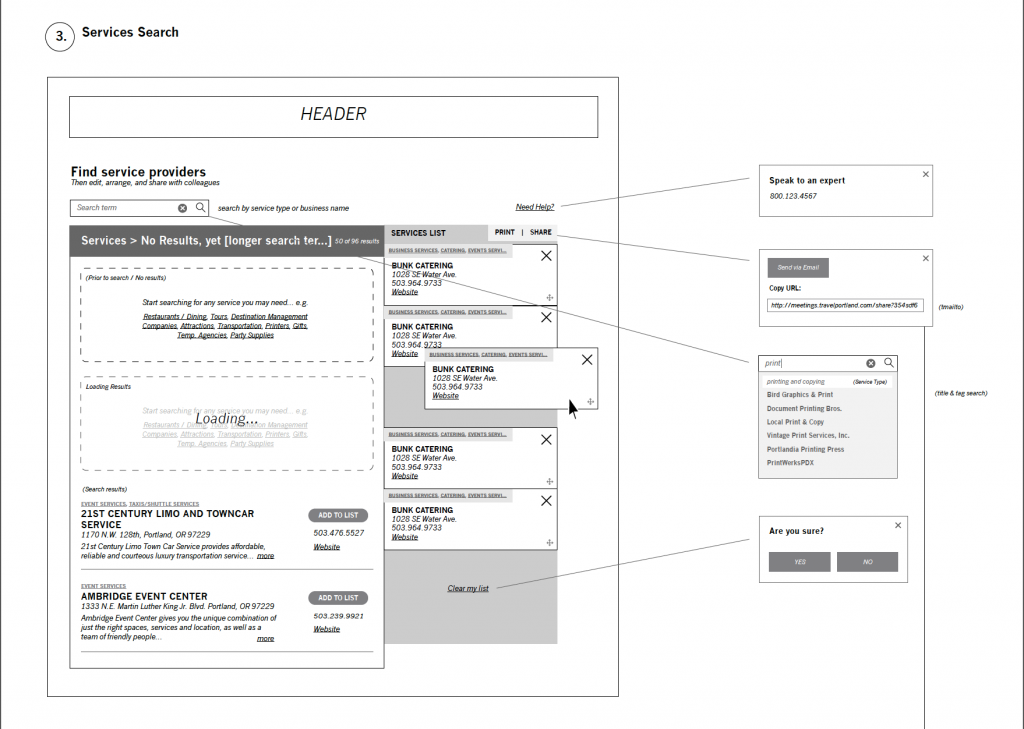 3. Services Search
HEADER
Find service providers
Then edit, arrange, and share with colleagues
Search term
search by service type or business name
Need Help?
Services > No Results, yet [longer search ter...] 50 of 96 results
(Prior to search / No results)
Start searching for any service you may need... e.g.
Restaurants / Dining, Tours, Destination Management
Companies, Attractions, Transportation, Printers, Gifts,
Temp. Agencies, Party Supplies
Loading Results
Start searching for any service you may need... e.g.
Loading...
Restaurants / Dining, Tours, Destination Management
Companies, Attractions, Transportation, Printers, Gifts,
Temp. Agencies, Party Supplies
(Search results)
EVENT SERVICES, TAXIS/SHUTTLE SERVICES
21ST CENTURY LIMO AND TOWNCAR
SERVICE
1170 N.W. 128th, Portland, OR 97229
21st Century Limo Town Car Service provides affordable,
reliable and courteous luxury transportation service... more
ADD TO LIST
503.476.5527
Website
EVENT SERVICES
AMBRIDGE EVENT CENTER
1333 N.E. Martin Luther King Jr. Blvd. Portland, OR 97229
Ambridge Event Center gives you the unique combination of
just the right spaces, services and location, as well as a
team of friendly people... more
ADD TO LIST
503.239.9921
Website
SERVICES LIST
PRINT | SHARE
BUSINESS SERVICES, CATERING, EVENTS SERVI...
BUNK CATERING
1028 SE Water Ave.
503.964.9733
Website
BUSINESS SERVICES, CATERING, EVENTS SERVI...
BUNK CATERING
1028 SE Water Ave.
503.964.9733
Website
BUSINESS SERVICES, CATERING, EVENTS SERVI...
BUNK CATERING
1028 SE Water Ave.
503.964.9733
Website
BUSINESS SERVICES, CATERING, EVENTS SERVI...
BUNK CATERING
1028 SE Water Ave.
503.964.9733
Website
BUSINESS SERVICES, CATERING, EVENTS SERVI...
BUNK CATERING
1028 SE Water Ave.
503.964.9733
Website
Clear my list
Speak to an expert
800.123.4567
Send via Email
Copy URL:
http://meetings.travelportland.com/share?354sdf6
(tmailto)
print
printing and copying (Service Type)
Bird Graphics & Print
Document Printing Bros.
Local Print & Copy
Vintage Print Services, Inc.
Portlandia Printing Press
PrintWorksPDX
(title & tag search)
Are you sure?
YES
NO